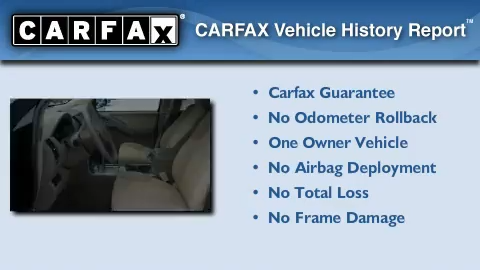 CARFAX® CARFAX Vehicle History Report™
• Carfax Guarantee
• No Odometer Rollback
• One Owner Vehicle
• No Airbag Deployment
• No Total Loss
• No Frame Damage